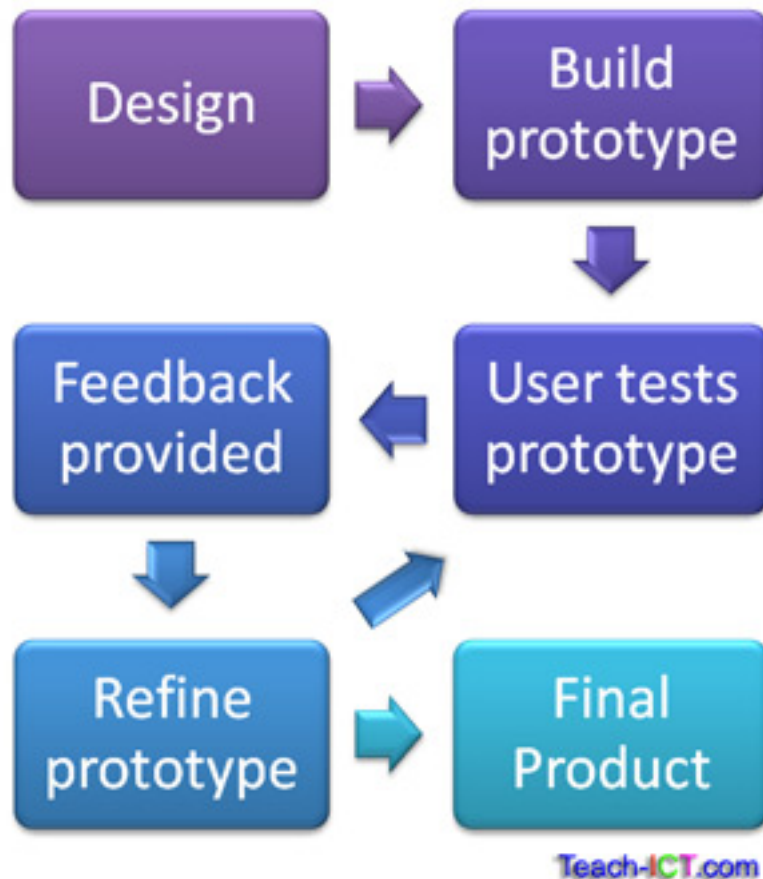 Design
Build
prototype
User tests
prototype
Feedback
provided
Refine
prototype
Final
Product
Teach-ICT.com